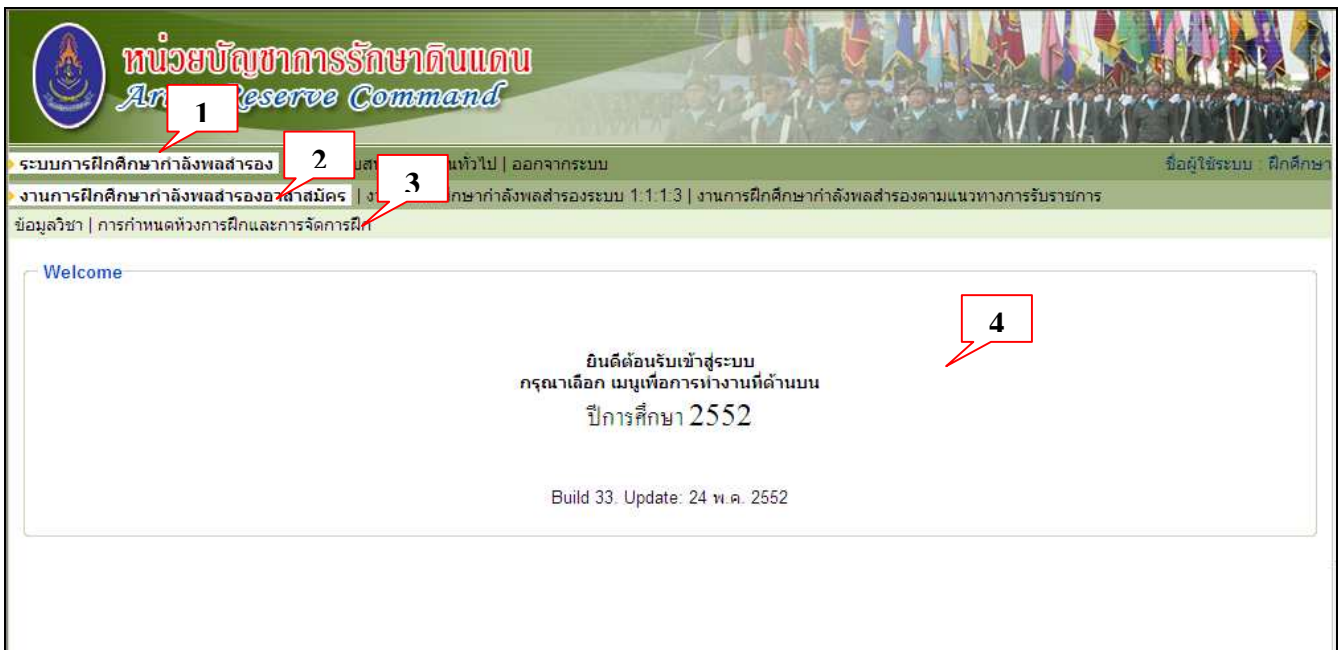 หน่วยบัญชาการรักษาดินแดน
Command
1
ระบบการฝึกศึกษากำลังพลสำรอง
2
ทั่วไป | ออกจากระบบ
ชื่อผู้ใช้ระบบ : ฝึกศึกษา
3
งานการฝึกศึกษากำลังพลสำรองอาสาสมัคร | ศึกษากำลังพลสำรองระบบ 1:1:1:3 | งานการฝึกศึกษากำลังพลสำรองตามแนวทางการรับราชการ
ข้อมูลวิชา | การกำหนดห้วงการฝึกและการจัดการฝึก
Welcome
4
ยินดีต้อนรับเข้าสู่ระบบ
กรุณาเลือก เมนูเพื่อการทำงานที่ด้านบน
ปีการศึกษา 2552
Build 33. Update: 24 พ.ค. 2552